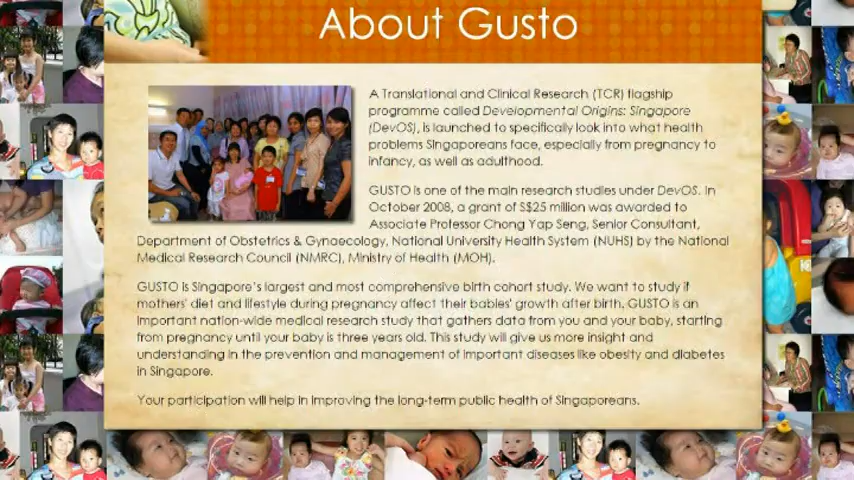 About Gusto
A Translational and Clinical Research (TCR) flagship
programme called Developmental Origins: Singapore
(DevOS), is launched to specifically look into what health
problems Singaporeans face, especially from pregnancy to
infancy, as well as adulthood.
GUSTO is one of the main research studies under DevOS. In
October 2008, a grant of S$25 million was awarded to
Associate Professor Chong Yap Seng, Senior Consultant,
Department of Obstetrics & Gynaecology, National University Health System (NUHS) by the National
Medical Research Council (NMRC), Ministry of Health (MOH).
GUSTO is Singapore's largest and most comprehensive birth cohort study. We want to study if
mothers' diet and lifestyle during pregnancy affect their babies' growth after birth. GUSTO is an
important nation-wide medical research study that gathers data from you and your baby, starting
from pregnancy until your baby is three years old. This study will give us more insight and
understanding in the prevention and management of important diseases like obesity and diabetes
in Singapore.
Your participation will help in improving the long-term public health of Singaporeans.